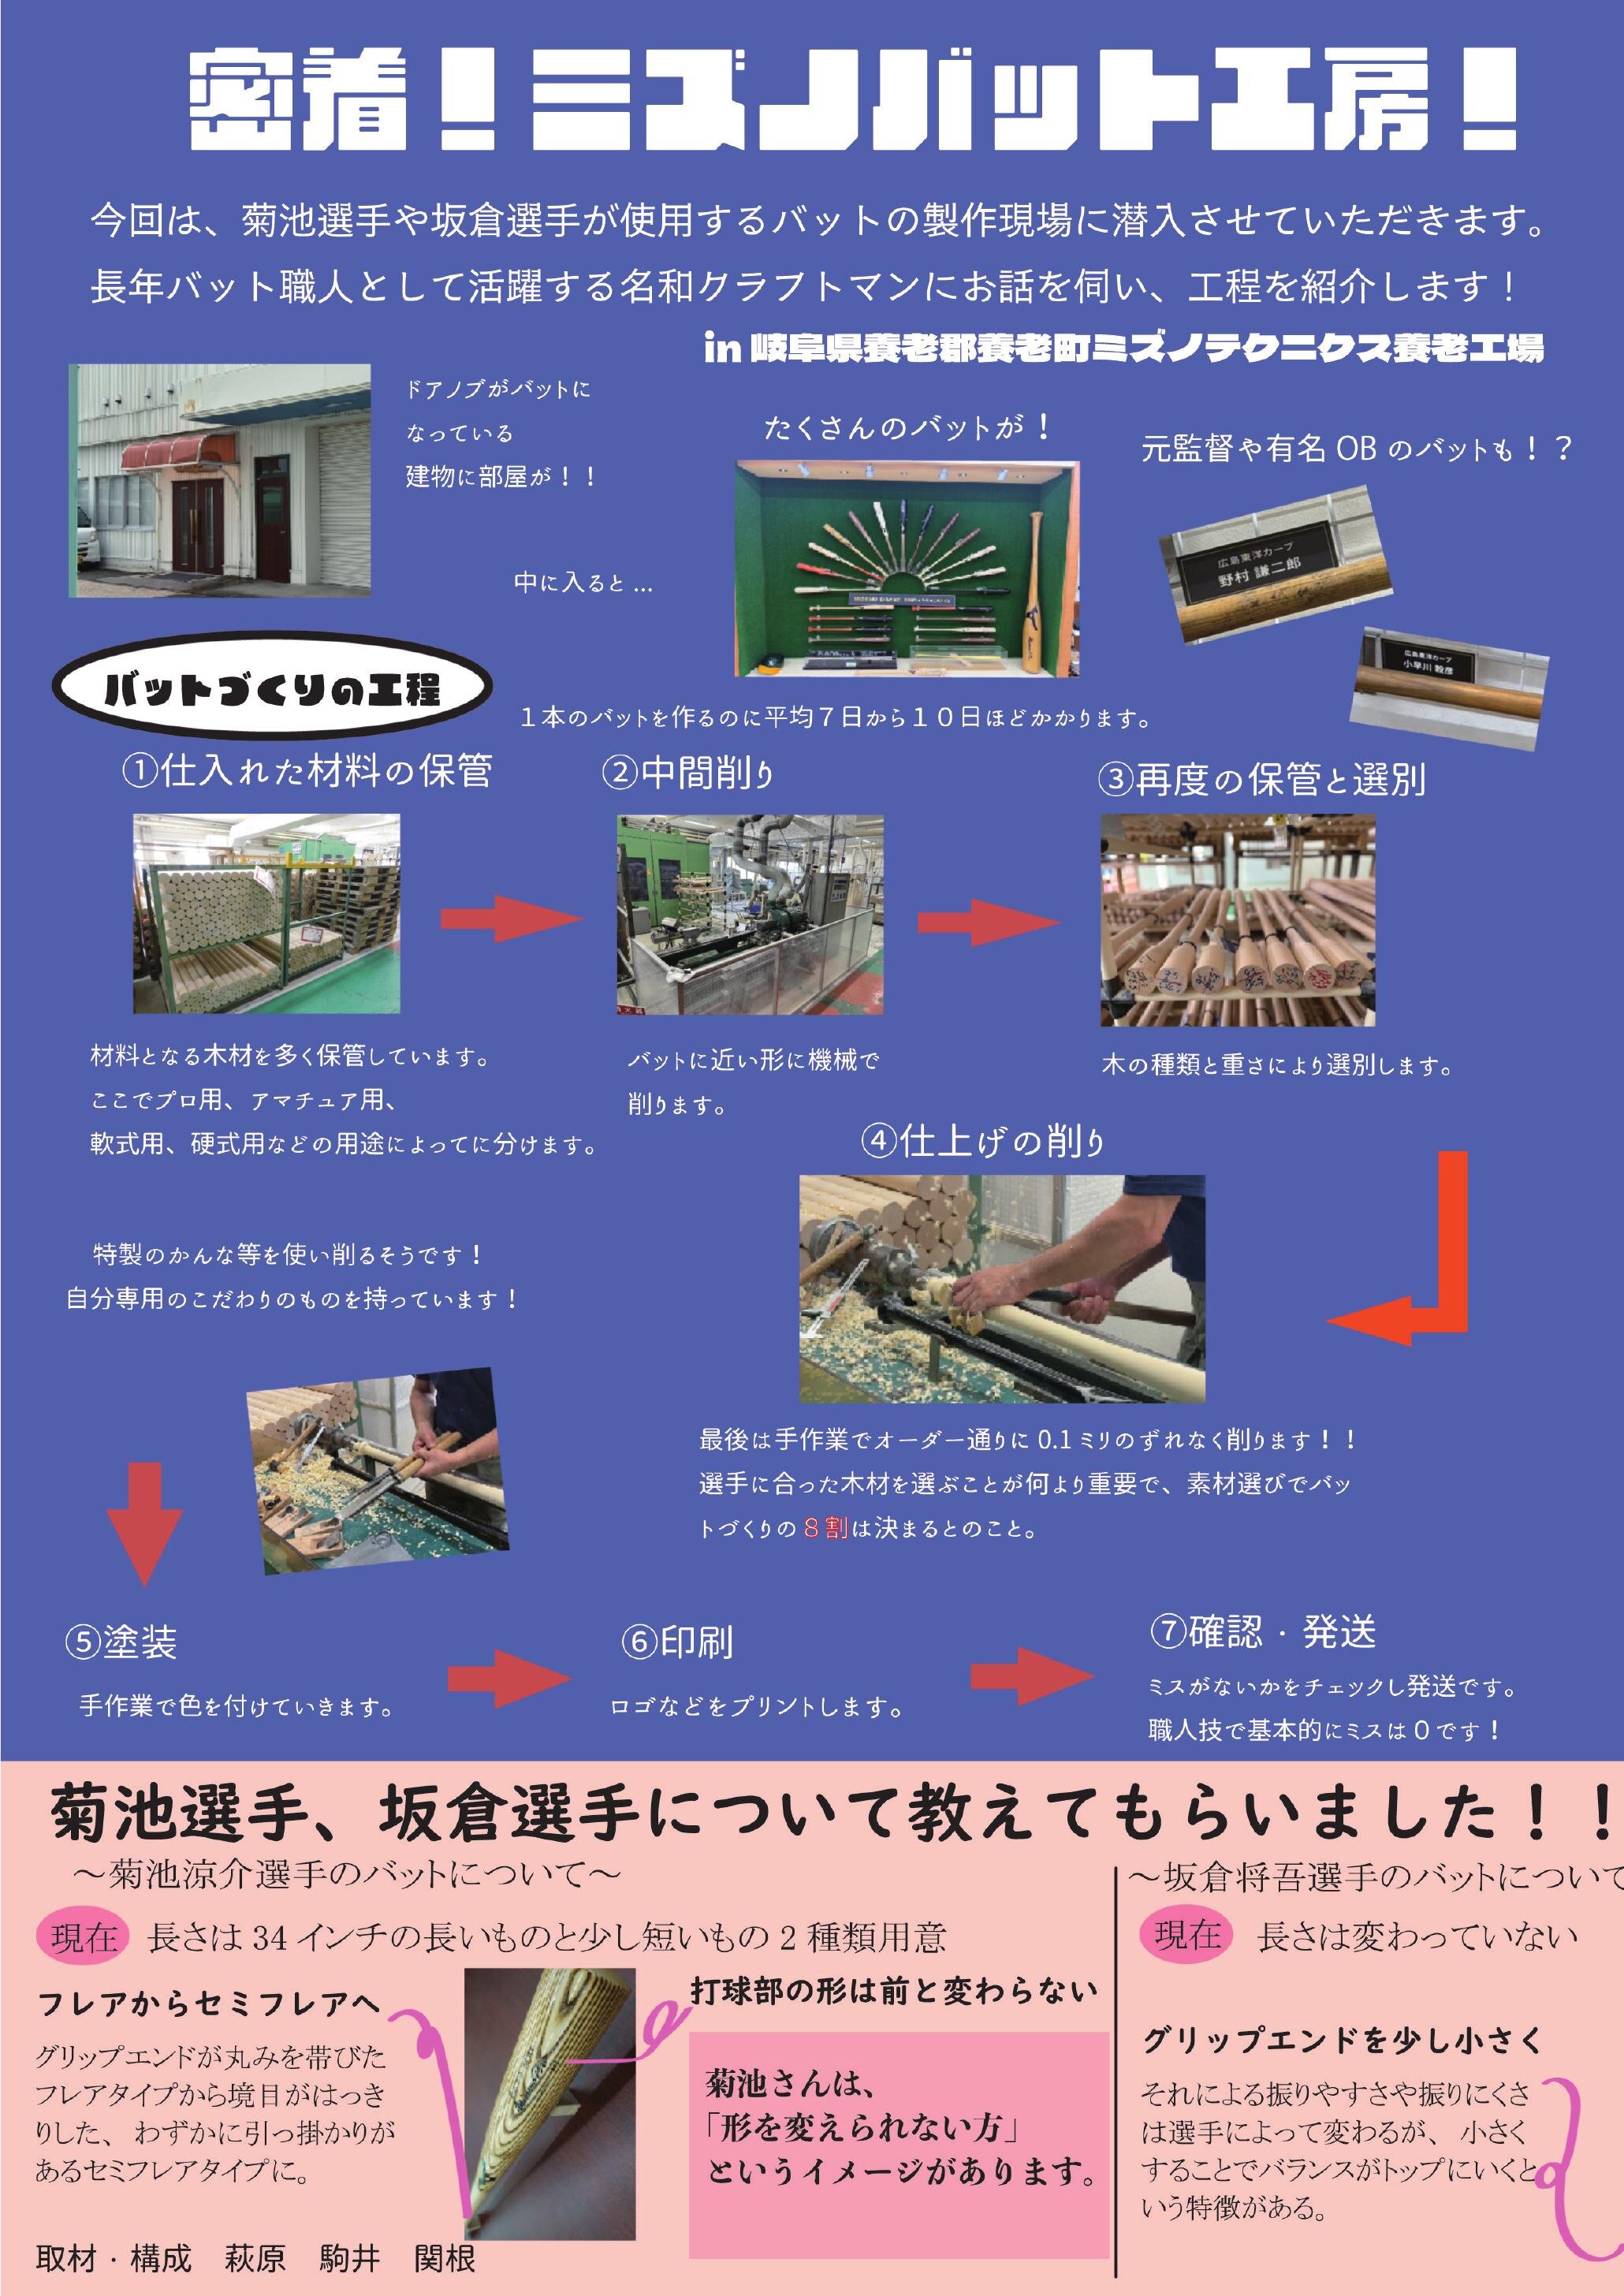 密着！ミズノバット工房！
今回は、菊池選手や坂倉選手が使用するバットの製作現場に潜入させていただきます。
長年バット職人として活躍する名和クラフトマンにお話を伺い、工程を紹介します！
in 岐阜県養老郡養老町ミズノテクニクス養老工場
ドアノブがバットに
なっている
建物に部屋が！！
中に入ると...
たくさんのバットが！
元監督や有名 OB のバットも！？
広島東洋カープ
野村 謙二郎
広島東洋カープ
小早川 毅彦
バットづくりの工程
１本のバットを作るのに平均７日から１０日ほどかかります。
①仕入れた材料の保管
②中間削り
③再度の保管と選別
材料となる木材を多く保管しています。
ここでプロ用、アマチュア用、
軟式用、硬式用などの用途によってに分けます。
バットに近い形に機械で
削ります。
木の種類と重さにより選別します。
④仕上げの削り
特製のかんな等を使い削るそうです！
自分専用のこだわりのものを持っています！
最後は手作業でオーダー通りに 0.1 ミリのずれなく削ります！！
選手に合った木材を選ぶことが何より重要で、素材選びでバッ
トづくりの８割は決まるとのこと。
⑤塗装
手作業で色を付けていきます。
⑥印刷
ロゴなどをプリントします。
⑦確認・発送
ミスがないかをチェックし発送です。
職人技で基本的にミスは０です！
菊池選手、坂倉選手について教えてもらいました！！
～菊池涼介選手のバットについて～
現在 長さは 34 インチの長いものと少し短いもの 2 種類用意
フレアからセミフレアへ
グリップエンドが丸みを帯びた
フレアタイプから境目がはっき
りした、わずかに引っ掛かりが
あるセミフレアタイプに。
打球部の形は前と変わらない
菊池さんは、
「形を変えられない方」
というイメージがあります。
～坂倉将吾選手のバットについて
現在 長さは変わっていない
グリップエンドを少し小さく
それによる振りやすさや振りにくさ
は選手によって変わるが、小さく
することでバランスがトップにいくと
いう特徴がある。
取材・構成　萩原　駒井　関根